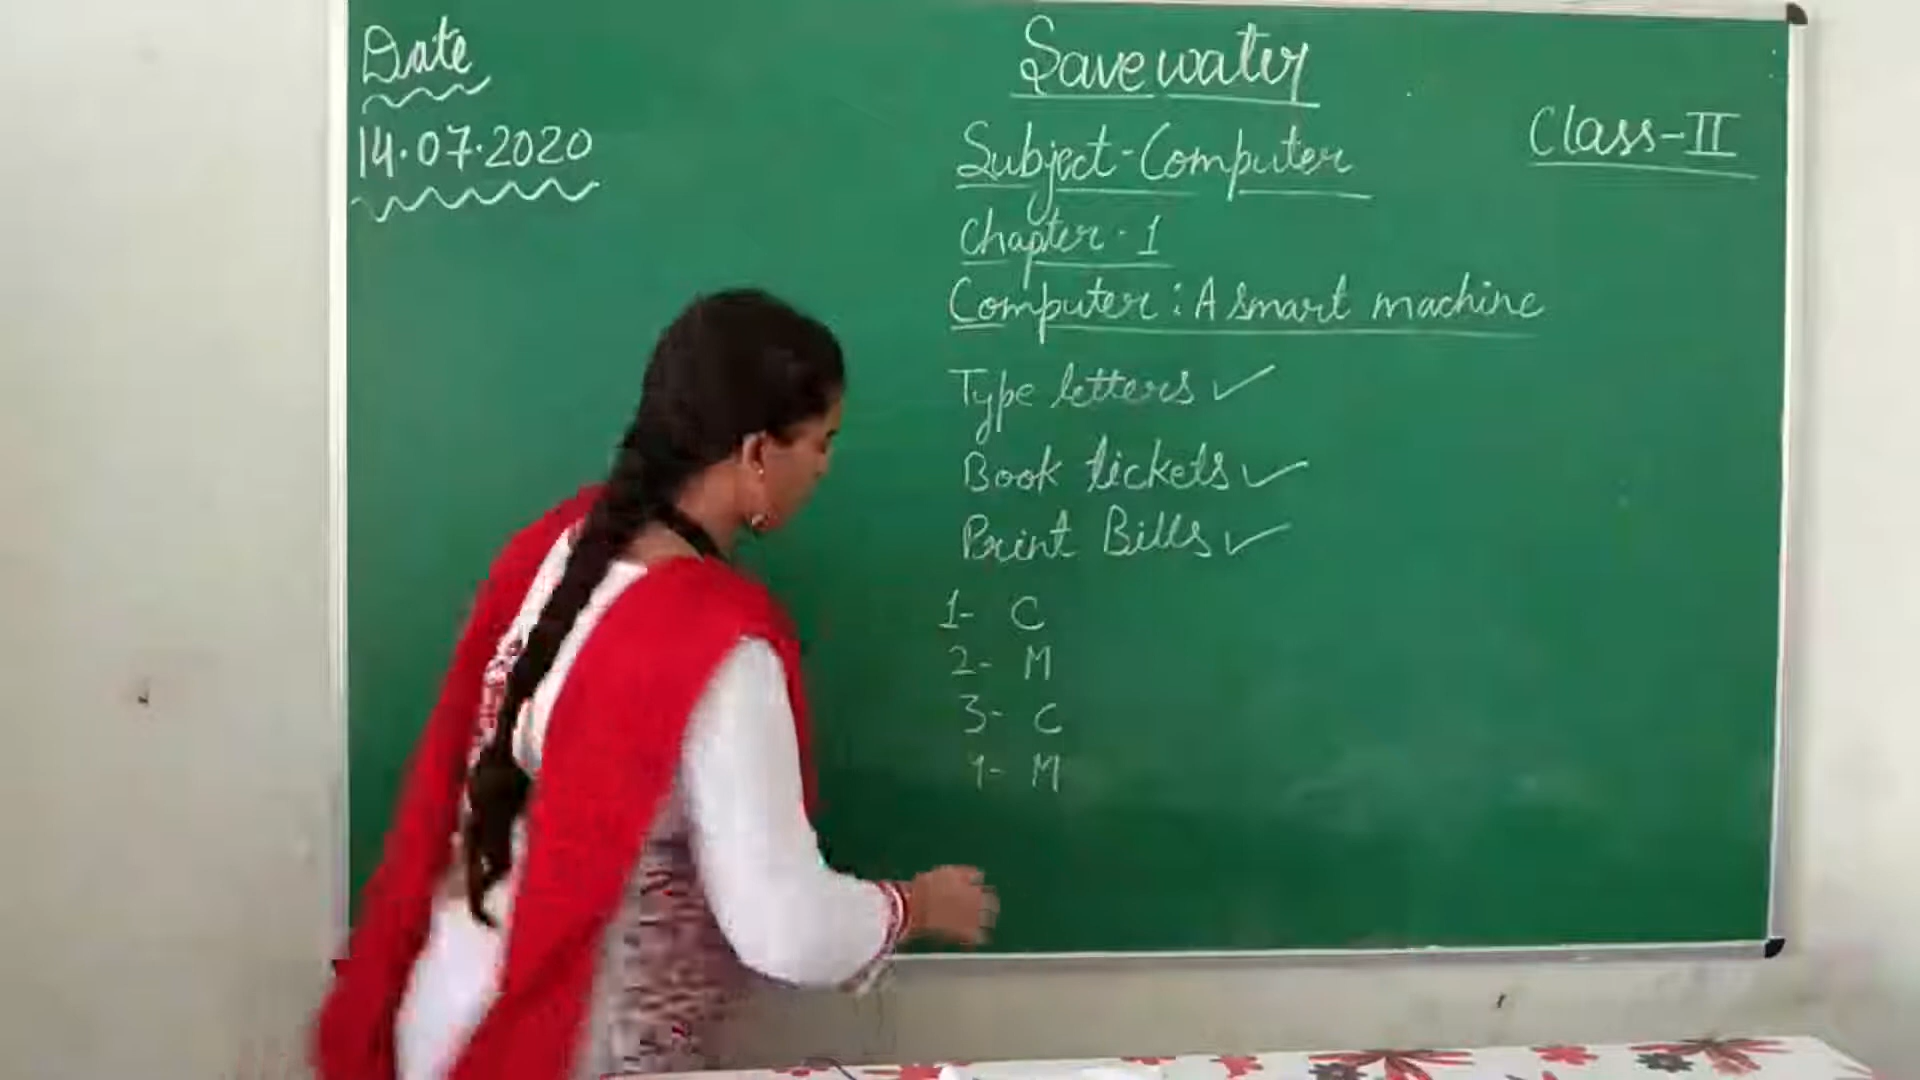 Date
14.07.2020
Save water
Subject-Computer
Class-III
Chapter-1
Computer : A smart machine
Type letters ✓
Book tickets ✓
Print Bills ✓
1- C
2- M
3- C
4- M